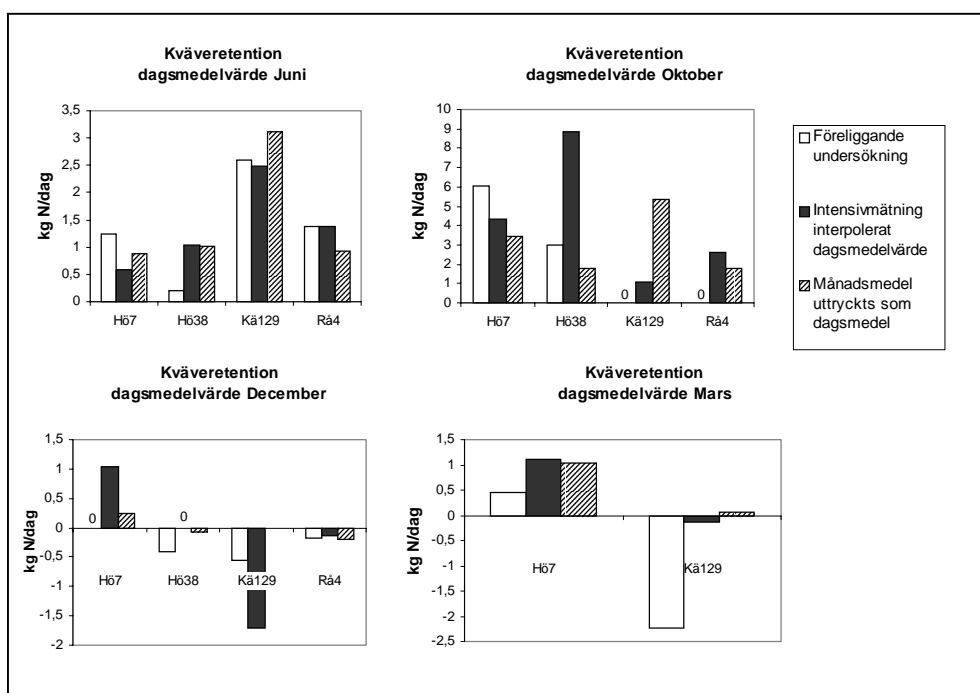 Kväveretention
dagsmedelvärde Juni
kg N/dag
3,5
3
2,5
2
1,5
1
0,5
0
Hö7 Hö38 Kä129 Rå4
Kväveretention
dagsmedelvärde Oktober
kg N/dag
10
9
8
7
6
5
4
3
2
1
0
0 0
Hö7 Hö38 Kä129 Rå4
Föreliggande
undersökning
Intensivmätning
interpolerat
dagsmedelvärde
Månadsmedel
uttryckts som
dagsmedel
Kväveretention
dagsmedelvärde December
kg N/dag
1,5
1
0,5
0
-0,5
-1
-1,5
-2
0 0
Hö7 Hö38 Kä129 Rå4
Kväveretention
dagsmedelvärde Mars
kg N/dag
1,5
1
0,5
0
-0,5
-1
-1,5
-2
-2,5
Hö7 Kä129